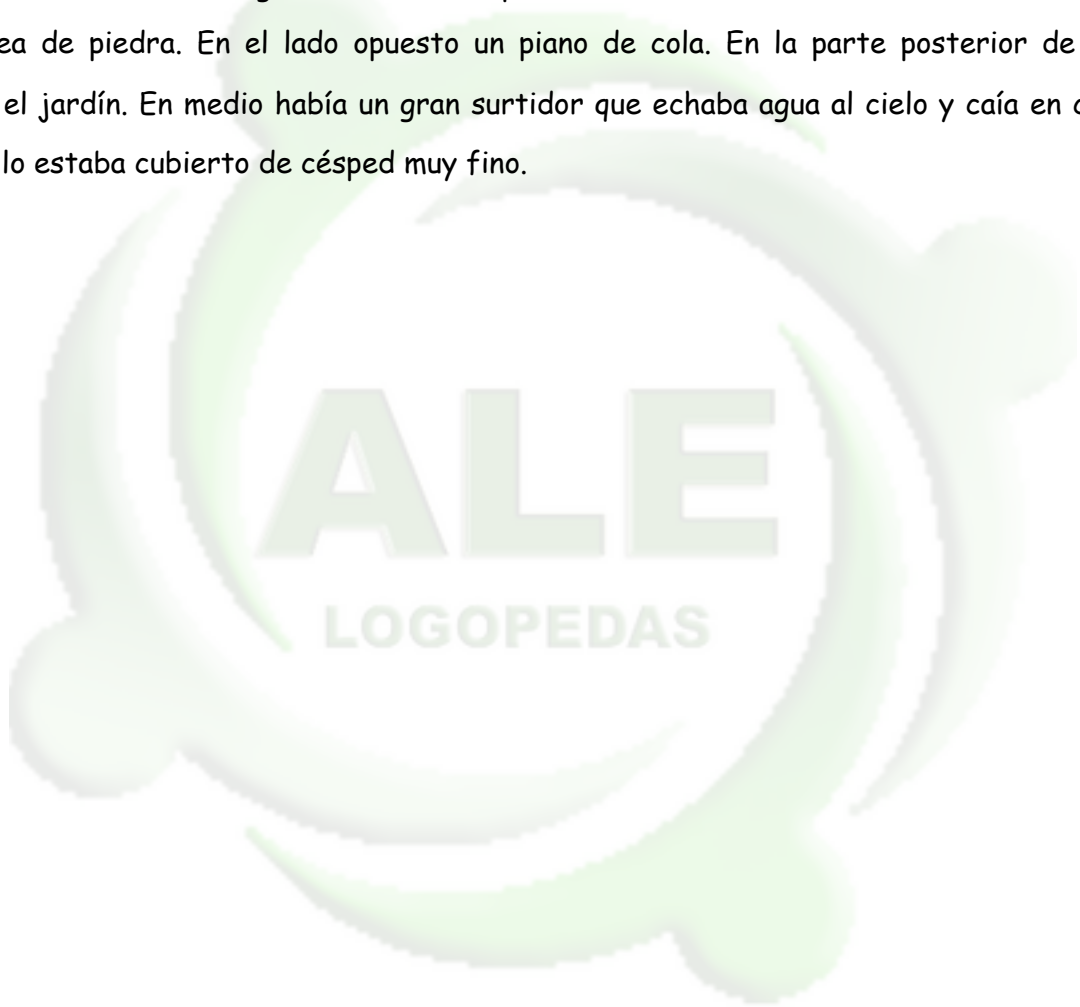 ea de piedra. En el lado opuesto un piano de cola. En la parte posterior de
el jardín. En medio había un gran surtidor que echaba agua al cielo y caía en
lo estaba cubierto de césped muy fino.
ALE
LOGOPEDAS